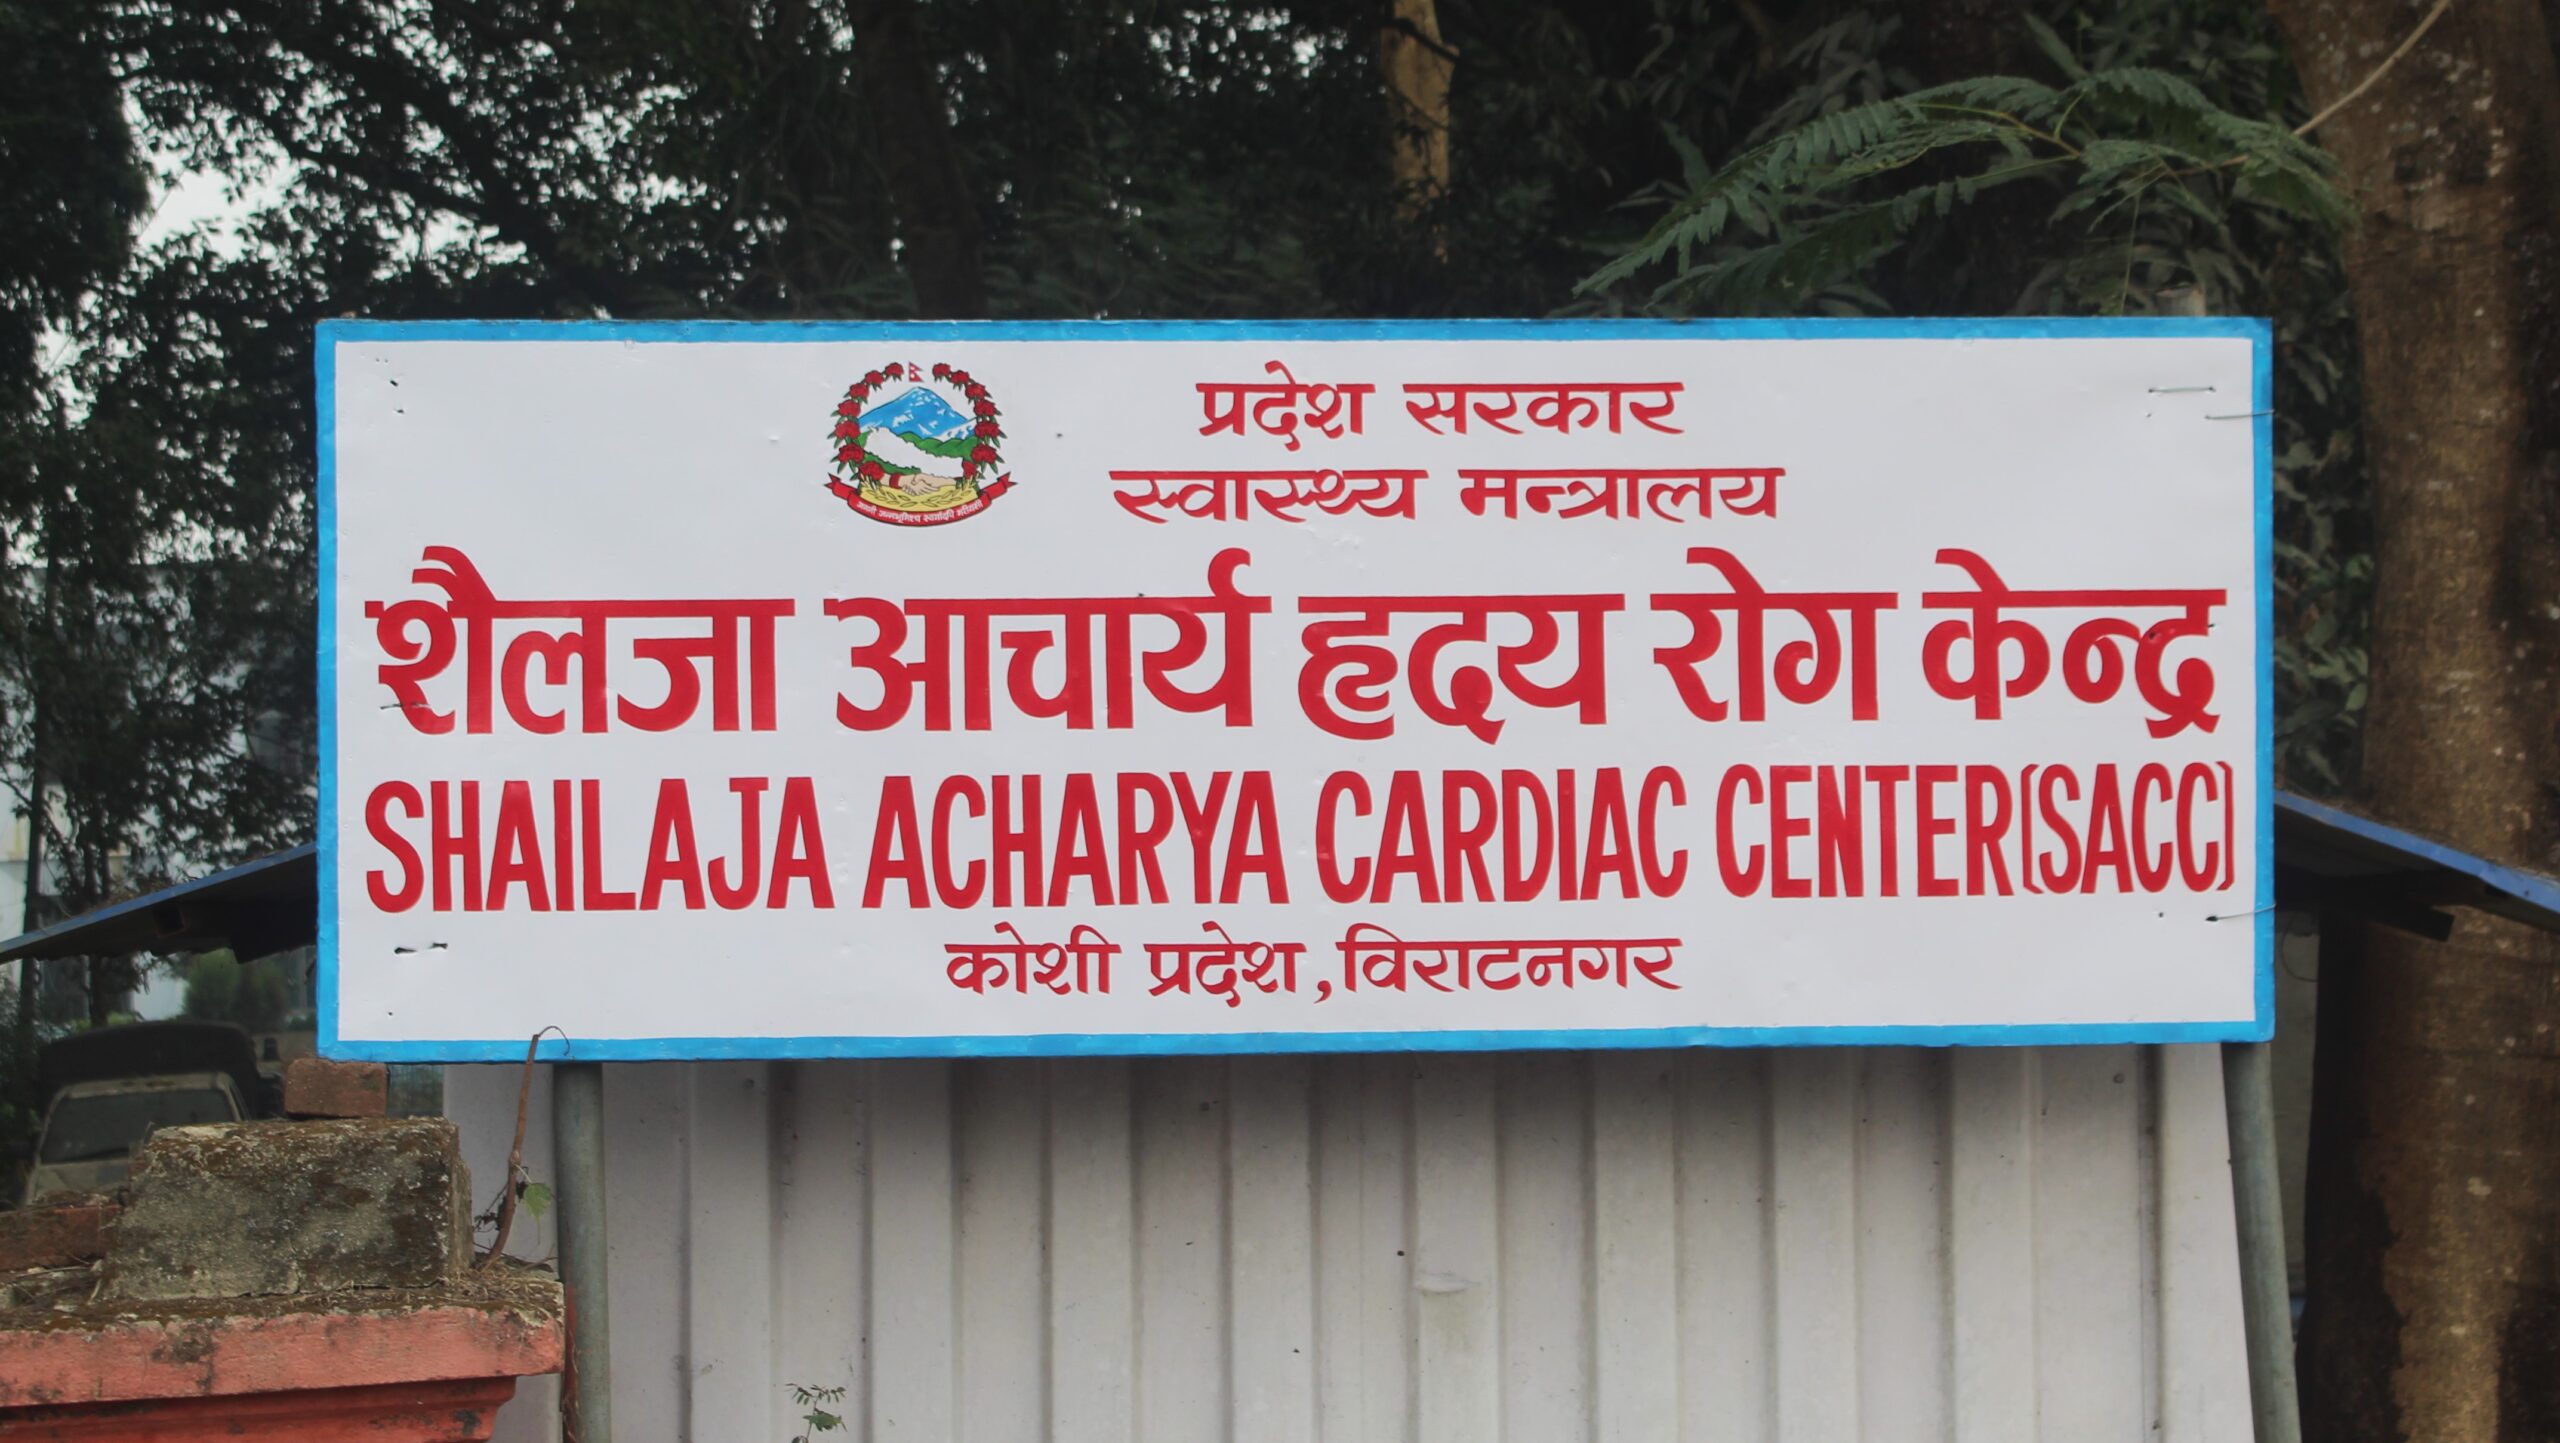 प्रदेश सरकार
स्वास्थ्य मन्त्रालय
शैलजा आचार्य हृदय रोग केन्द्र
SHAILAJA ACHARYA CARDIAC CENTER(SACC)
कोशी प्रदेश,विराटनगर